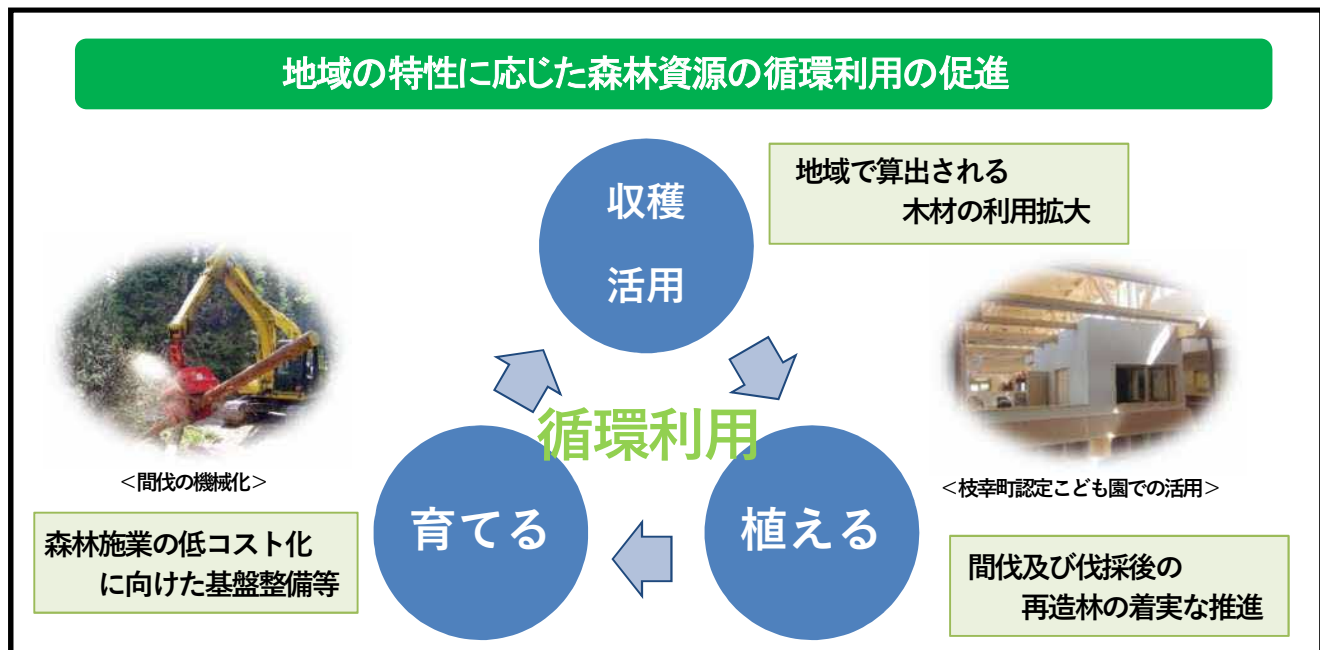 地域の特性に応じた森林資源の循環利用の促進
収穫
活用
地域で算出される
木材の利用拡大
循環利用
<間伐の機械化>
<枝幸町認定こども園での活用>
育てる
植える
森林施業の低コスト化
に向けた基盤整備等
間伐及び伐採後の
再造林の着実な推進